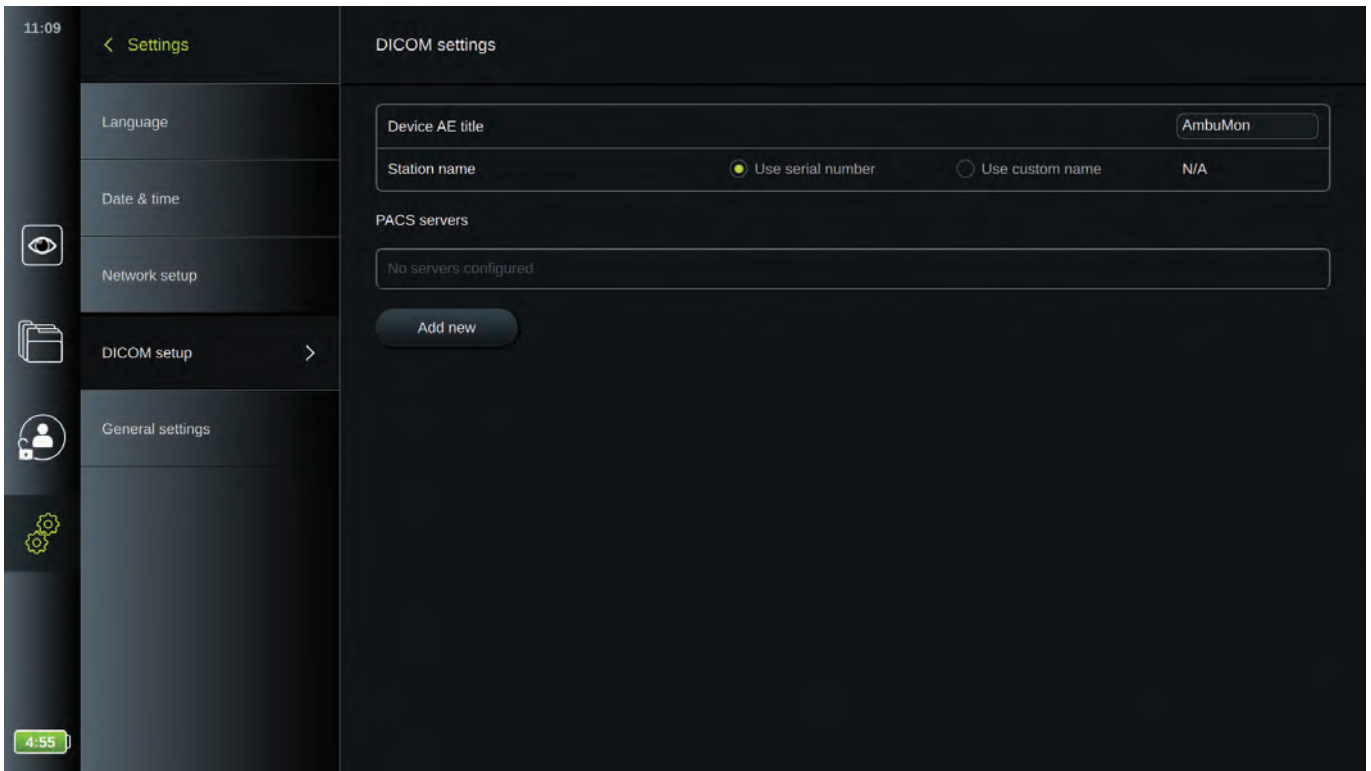 11:09
Settings
DICOM settings
Language
Device AE title AmbuMon
Station name Use serial number Use custom name N/A
Date & time
PACS servers
Network setup
No servers configured
Add new
DICOM setup
General settings
4:55